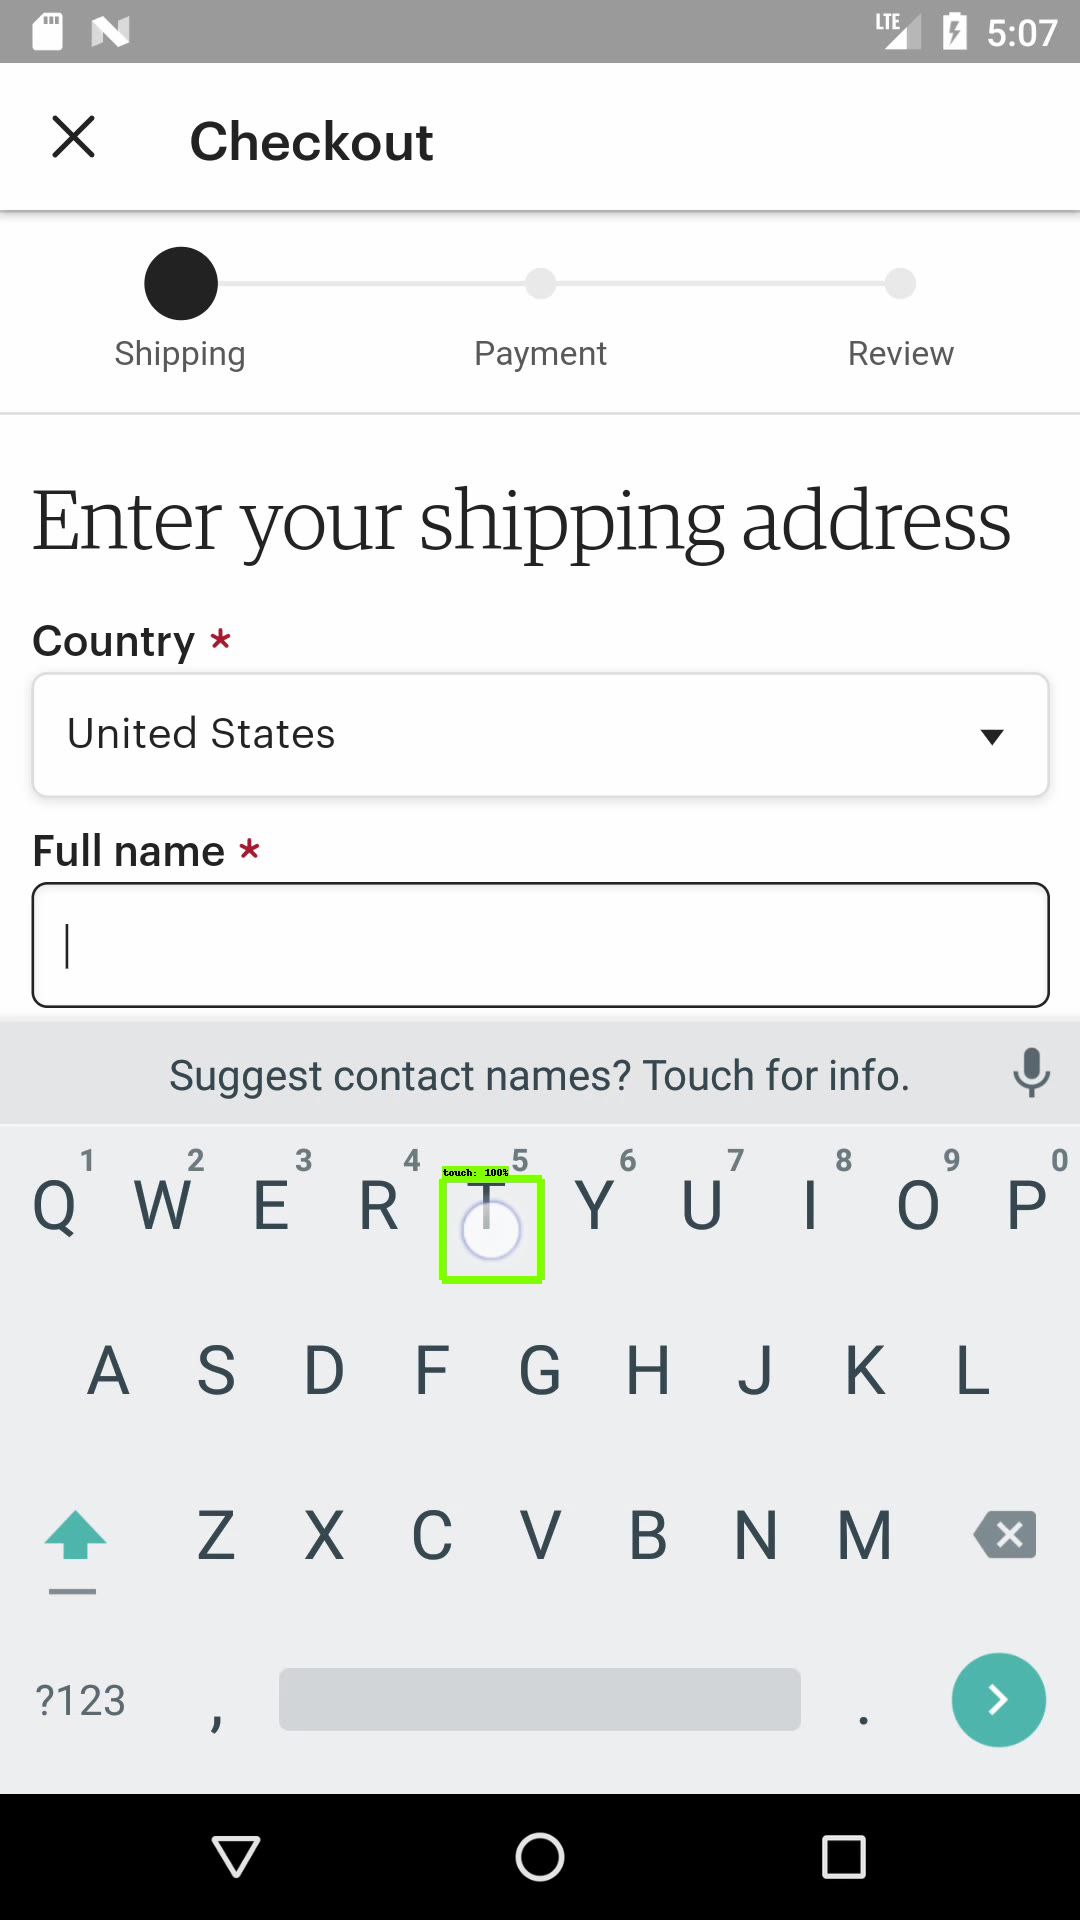 LTE 5:07
Checkout
Shipping Payment Review
Enter your shipping address
Country *
United States
Full name *
Suggest contact names? Touch for info.
touch: 100%
1 2 3 4 5 6 7 8 9 0
Q W E R T Y U I O P
A S D F G H J K L
Z X C V B N M
?123 , .